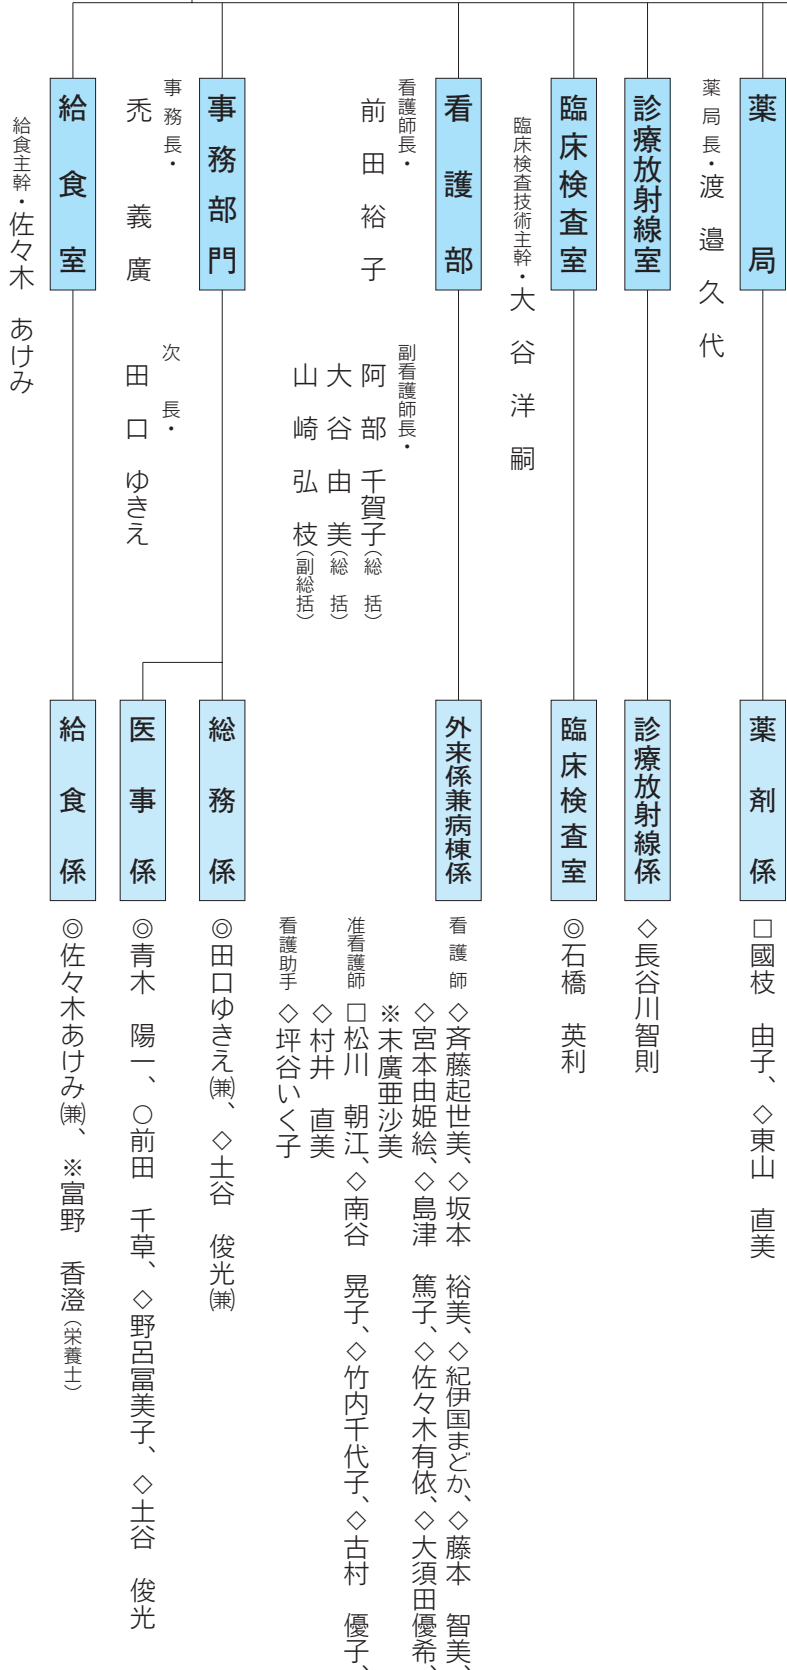 薬局
薬局長・渡邉久代
薬剤係
□國枝　由子、◇東山　直美
診療放射線室
診療放射線係
◇長谷川智則
臨床検査室
臨床検査技術主幹・大谷洋嗣
臨床検査室
◎石橋　英利
看護部
看護師長・
前田裕子
副看護師長・
阿部千賀子(総　括)
大谷由美(総　括)
山崎弘枝(副総括)
外来係兼病棟係
看護師　◇斉藤起世美、◇坂本　裕美、◇紀伊国まどか、◇藤本　智美、
◇宮本由姫絵、◇島津　篤子、◇佐々木有依、◇大須田優希、
※末廣亜沙美
准看護師　□松川　朝江、◇南谷　晃子、◇竹内千代子、◇古村　優子、
◇村井　直美
看護助手　◇坪谷いく子
事務部門
事務長・
禿　義廣
次長・
田口ゆきえ
総務係
◎田口ゆきえ㈱、◇土谷　俊光(兼)
医事係
◎青木　陽一、○前田　千草、◇野呂冨美子、◇土谷　俊光
給食室
給食主幹・佐々木　あけみ
給食係
◎佐々木あけみ(兼)、※富野　香澄(栄養士)